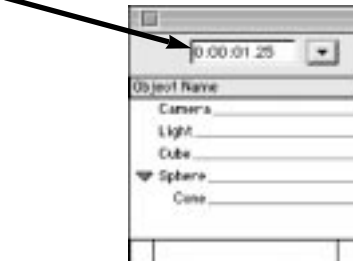 0:00:01.25
Object Name
Camera
Light
Cube
Sphere
Cone